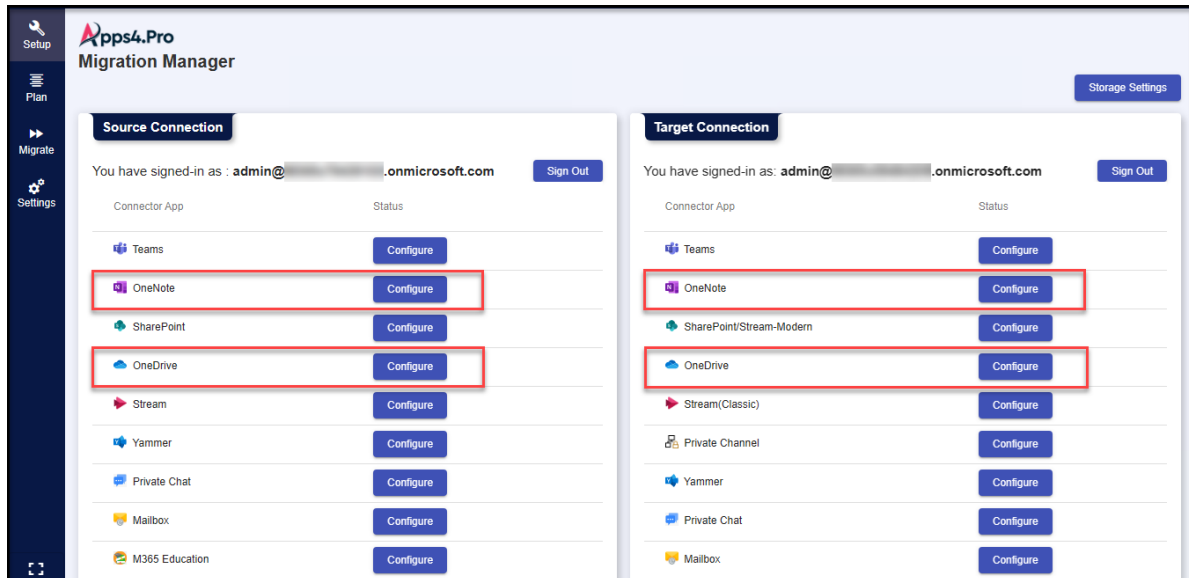 Setup
Plan
Migrate
Settings
Apps4.Pro
Migration Manager
Storage Settings
Source Connection
You have signed-in as : admin@ .onmicrosoft.com
Sign Out
Connector App Status
Teams Configure
OneNote Configure
SharePoint Configure
OneDrive Configure
Stream Configure
Yammer Configure
Private Chat Configure
Mailbox Configure
M365 Education Configure
Target Connection
You have signed-in as: admin@ .onmicrosoft.com
Sign Out
Connector App Status
Teams Configure
OneNote Configure
SharePoint/Stream-Modern Configure
OneDrive Configure
Stream(Classic) Configure
Private Channel Configure
Yammer Configure
Private Chat Configure
Mailbox Configure